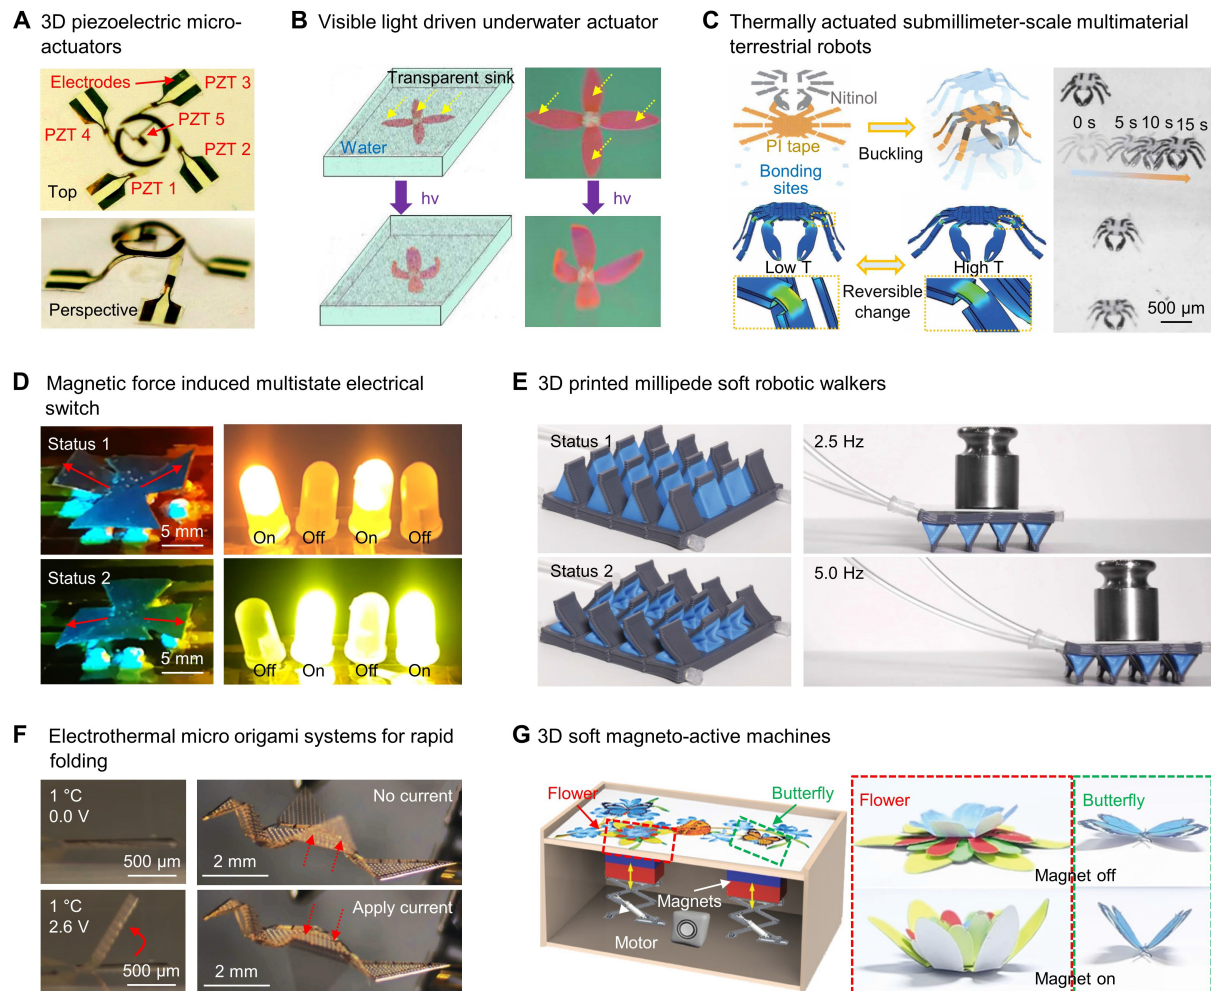 A 3D piezoelectric micro-
actuators
Electrodes
PZT 3
PZT 5
PZT 4
PZT 2
PZT 1
Top
Perspective
B Visible light driven underwater actuator
Transparent sink
Water
hv
hv
C Thermally actuated submillimeter-scale multimaterial
terrestrial robots
Nitinol
PI tape
Buckling
Bonding
sites
Low T
High T
Reversible
change
0 s 5 s 10 s 15 s
500 µm
D Magnetic force induced multistate electrical
switch
Status 1
5 mm
On Off On Off
Status 2
5 mm
Off On Off On
E 3D printed millipede soft robotic walkers
Status 1
2.5 Hz
Status 2
5.0 Hz
F Electrothermal micro origami systems for rapid
folding
1 °C
0.0 V
500 µm
No current
2 mm
1 °C
2.6 V
500 µm
Apply current
2 mm
G 3D soft magneto-active machines
Flower
Butterfly
Magnets
Motor
Flower
Butterfly
Magnet off
Magnet on